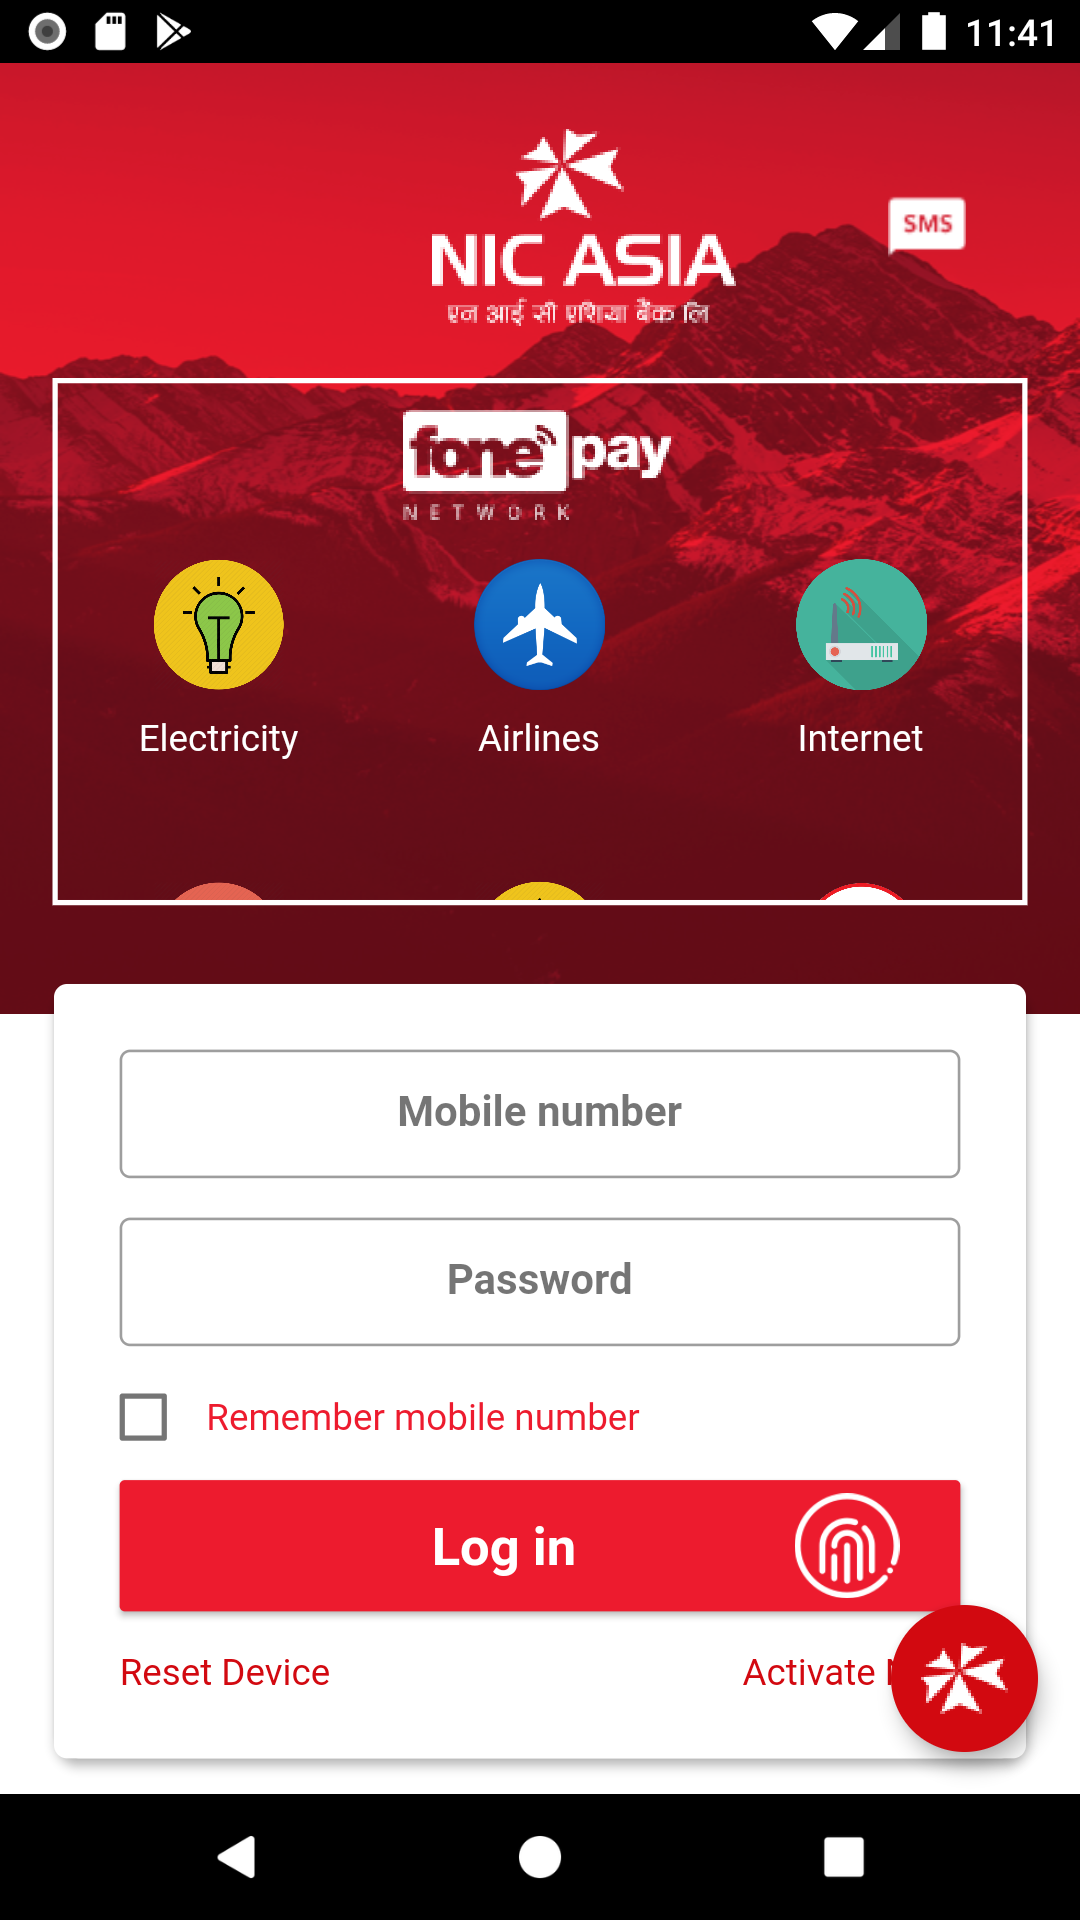 11:41
NIC ASIA
एन आई सी एशिया बैंक लि
SMS
fonepay
NETWORK
Electricity
Airlines
Internet
Mobile number
Password
Remember mobile number
Log in
Reset Device
Activate